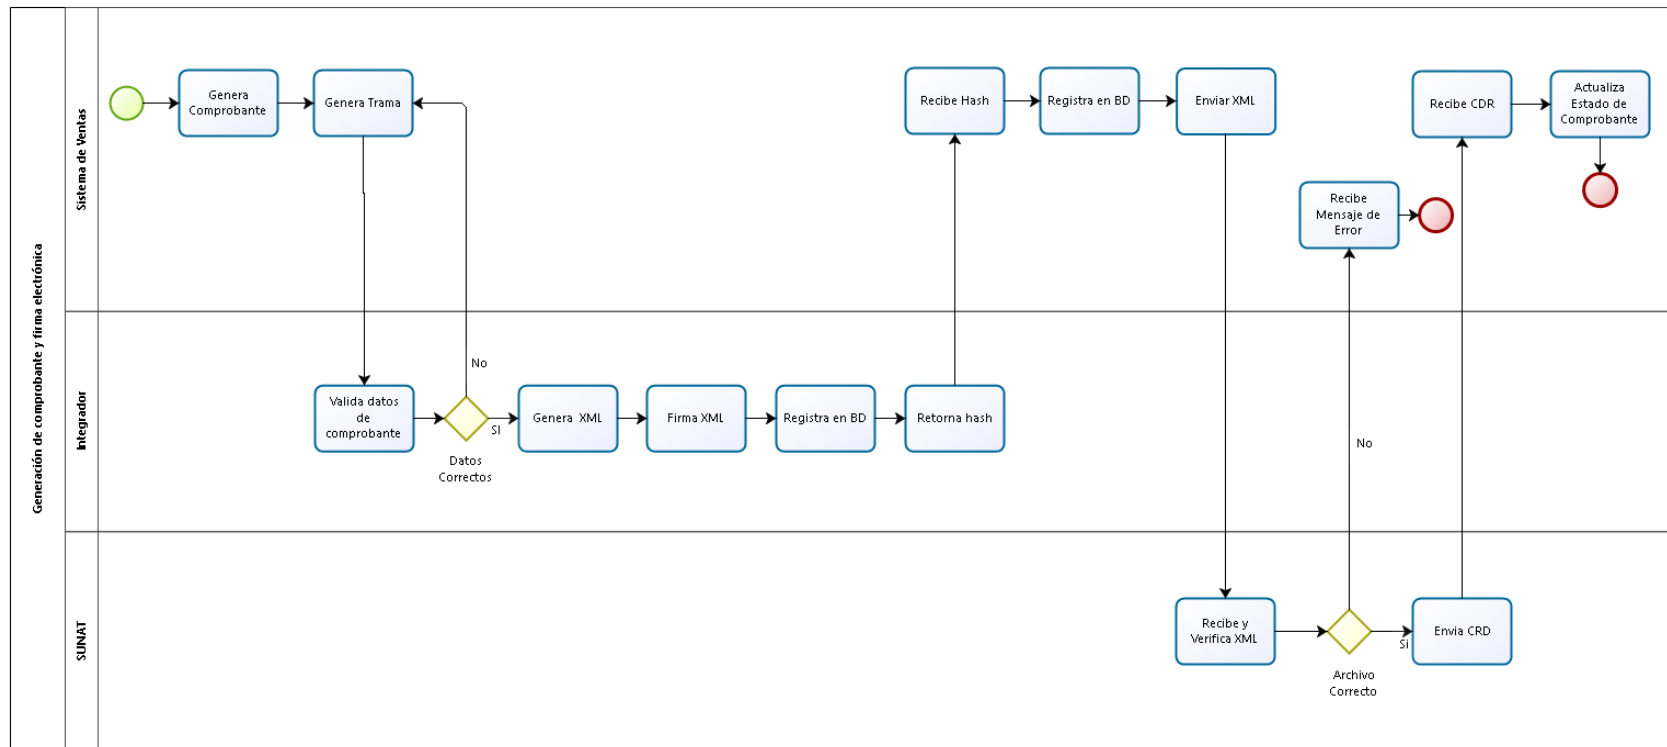 Generación de comprobante y firma electrónica
Sistema de Ventas
Genera
Comprobante
Genera Trama
Recibe Hash
Registra en BD
Enviar XML
Recibe CDR
Actualiza
Estado de
Comprobante
Recibe
Mensaje de
Error
Integrador
No
Valida datos
de
comprobante
SI
Datos
Correctos
Genera XML
Firma XML
Registra en BD
Retorna hash
No
SUNAT
Recibe y
Verifica XML
Si
Archivo
Correcto
Envia CRD